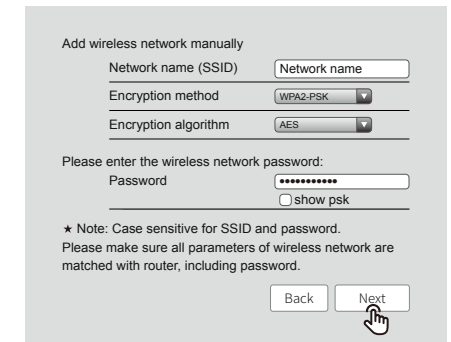 Add wireless network manually
Network name (SSID) Network name
Encryption method WPA2-PSK
Encryption algorithm AES
Please enter the wireless network password:
Password •••••••••••
show psk
★ Note: Case sensitive for SSID and password.
Please make sure all parameters of wireless network are
matched with router, including password.
Back Next